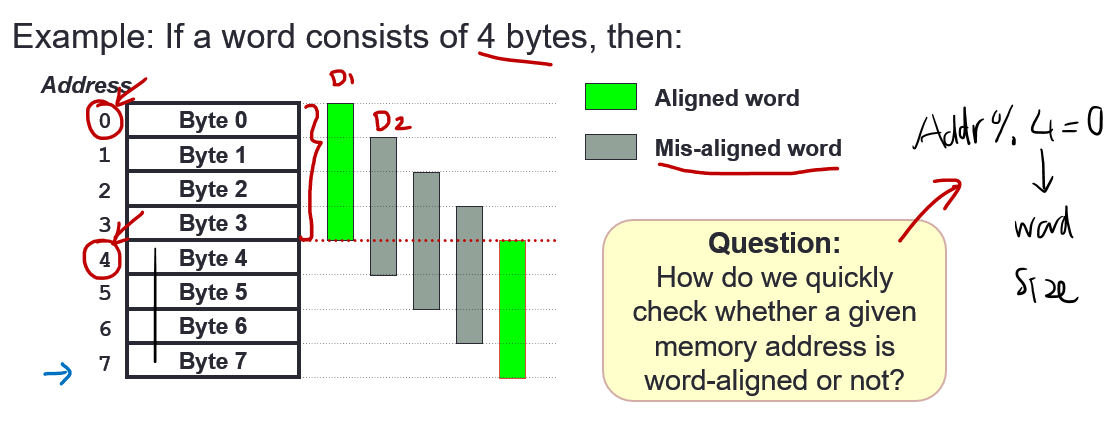 Example: If a word consists of 4 bytes, then:
Address
D1
D2
0 Byte 0
1 Byte 1
2 Byte 2
3 Byte 3
4 Byte 4
5 Byte 5
6 Byte 6
7 Byte 7
Aligned word
Mis-aligned word
Addr % 4 = 0
word
size
Question:
How do we quickly
check whether a given
memory address is
word-aligned or not?